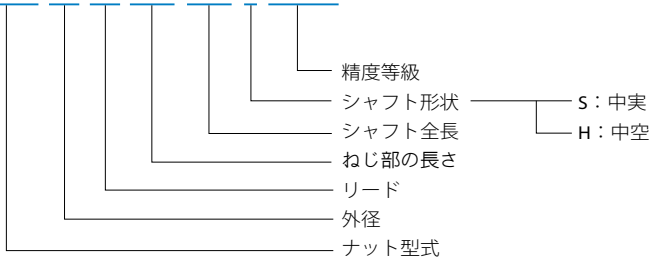 精度等級
シャフト形状 S：中実
シャフト全長 H：中空
ねじ部の長さ
リード
外径
ナット型式